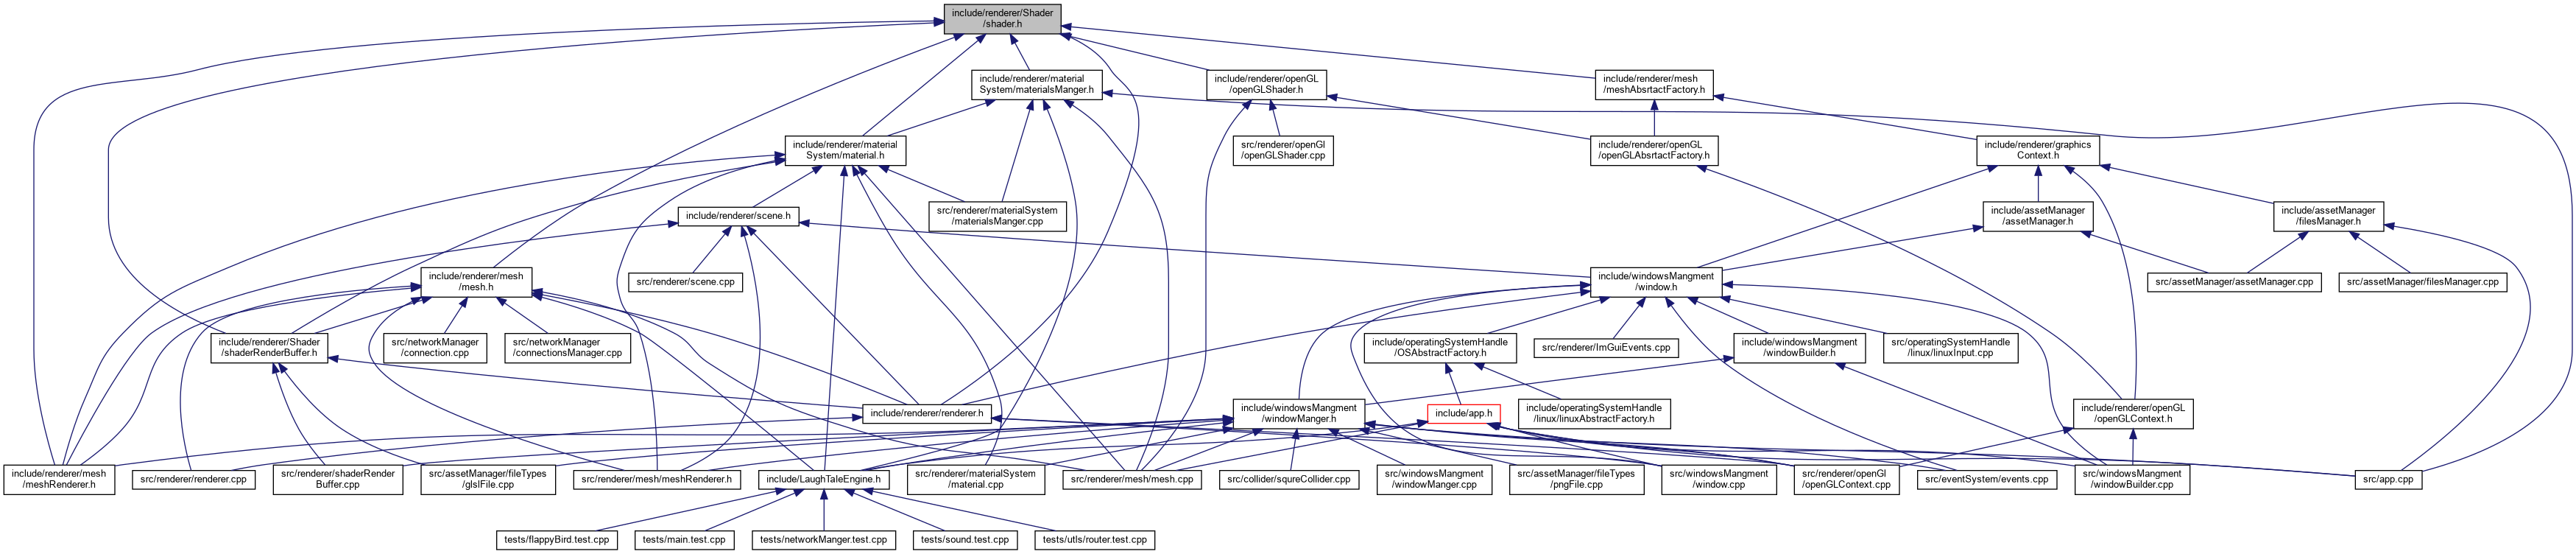 include/renderer/Shader
/shader.h
include/renderer/material
System/materialsManger.h
include/renderer/openGL
/openGLShader.h
include/renderer/mesh
/meshAbsrtactFactory.h
include/renderer/material
System/material.h
src/renderer/openGl
/openGLShader.cpp
include/renderer/openGL
/openGLAbsrtactFactory.h
include/renderer/graphics
Context.h
include/renderer/scene.h
src/renderer/materialSystem
/materialsManger.cpp
include/assetManager
/assetManager.h
include/assetManager
/filesManager.h
include/renderer/mesh
/mesh.h
src/renderer/scene.cpp
include/windowsMangment
/window.h
src/assetManager/assetManager.cpp
src/assetManager/filesManager.cpp
include/renderer/Shader
/shaderRenderBuffer.h
src/networkManager
/connection.cpp
src/networkManager
/connectionsManager.cpp
include/operatingSystemHandle
/OSAbstractFactory.h
src/renderer/ImGuiEvents.cpp
include/windowsMangment
/windowBuilder.h
src/operatingSystemHandle
/linux/linuxInput.cpp
include/renderer/renderer.h
include/windowsMangment
/windowManger.h
include/app.h
include/operatingSystemHandle
/linux/linuxAbstractFactory.h
include/renderer/openGL
/openGLContext.h
include/renderer/mesh
/meshRenderer.h
src/renderer/renderer.cpp
src/renderer/shaderRender
Buffer.cpp
src/assetManager/fileTypes
/glslFile.cpp
src/renderer/mesh/meshRenderer.h
include/LaughTaleEngine.h
src/renderer/materialSystem
/material.cpp
src/renderer/mesh/mesh.cpp
src/collider/squreCollider.cpp
src/windowsMangment
/windowManger.cpp
src/assetManager/fileTypes
/pngFile.cpp
src/windowsMangment
/window.cpp
src/renderer/openGl
/openGLContext.cpp
src/eventSystem/events.cpp
src/windowsMangment
/windowBuilder.cpp
src/app.cpp
tests/flappyBird.test.cpp
tests/main.test.cpp
tests/networkManger.test.cpp
tests/sound.test.cpp
tests/utls/router.test.cpp